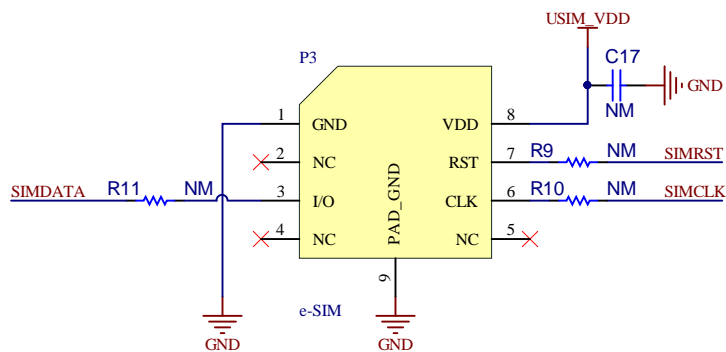 USIM_VDD
P3
C17
GND
NM
1
GND
VDD
8
2
NC
RST
7
R9
NM
SIMRST
SIMDATA
R11
NM
3
I/O
CLK
6
R10
NM
SIMCLK
4
NC
PAD_GND
NC
5
9
e-SIM
GND
GND